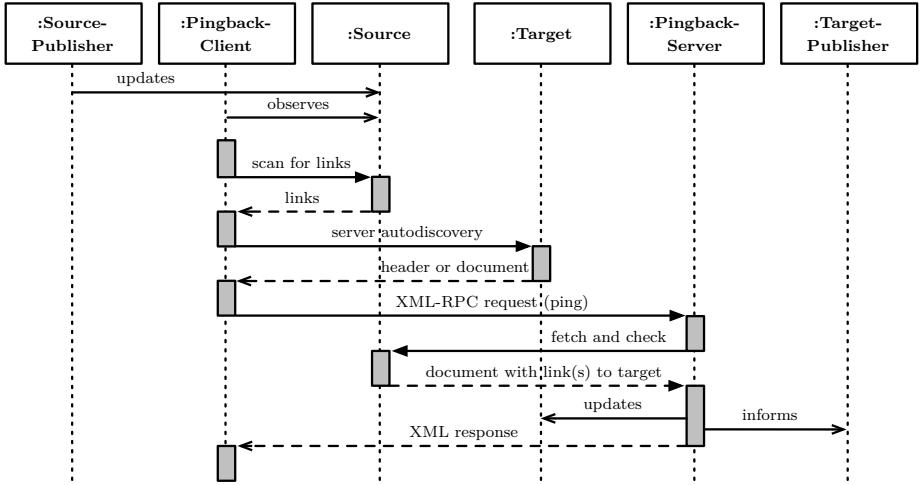 :Source-
Publisher
:Pingback-
Client
:Source
:Target
:Pingback-
Server
:Target-
Publisher
updates
observes
scan for links
links
server autodiscovery
header or document
XML-RPC request (ping)
fetch and check
document with link(s) to target
updates
informs
XML response